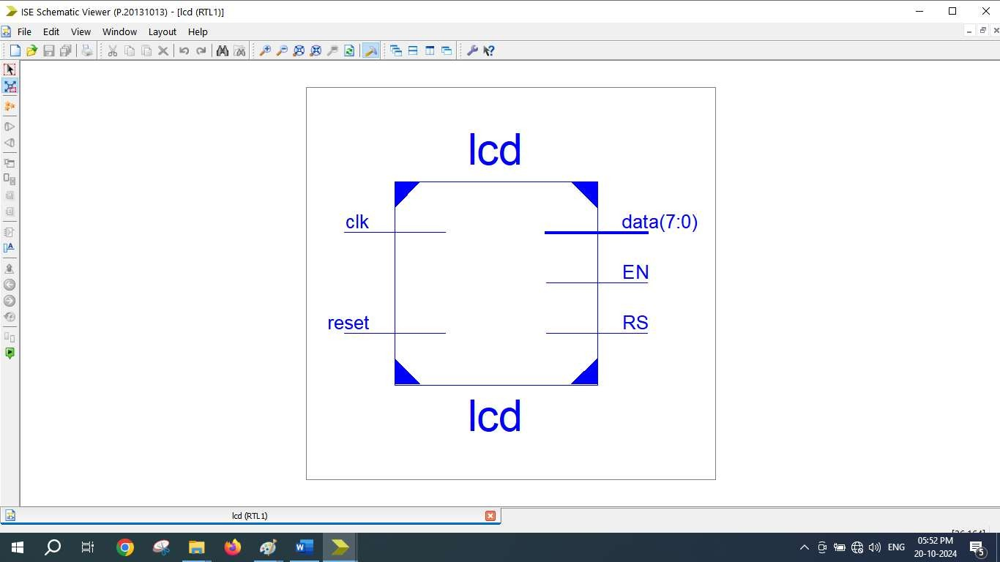 ISE Schematic Viewer (P.20131013) - [lcd (RTL1)]
File Edit View Window Layout Help
lcd
clk
data(7:0)
EN
reset
RS
lcd
lcd (RTL1)
05:52 PM
ENG
20-10-2024
5